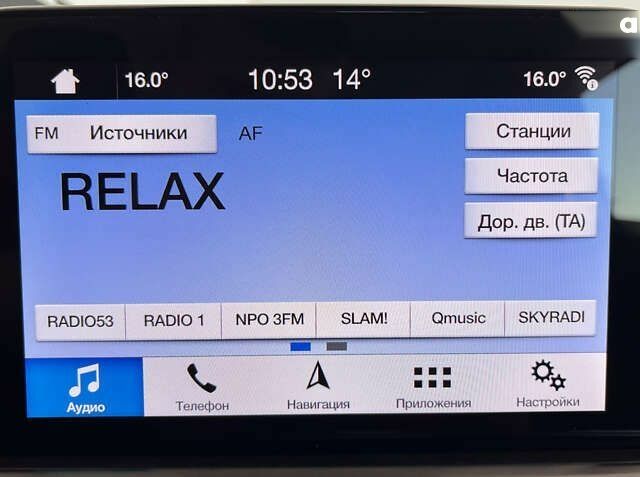 16.0° 10:53 14° 16.0°
FM Источники AF Станции
RELAX
Частота
Дор. дв. (TA)
RADIO53 RADIO 1 NPO 3FM SLAM! Qmusic SKYRADI
Аудио Телефон Навигация Приложения Настройки